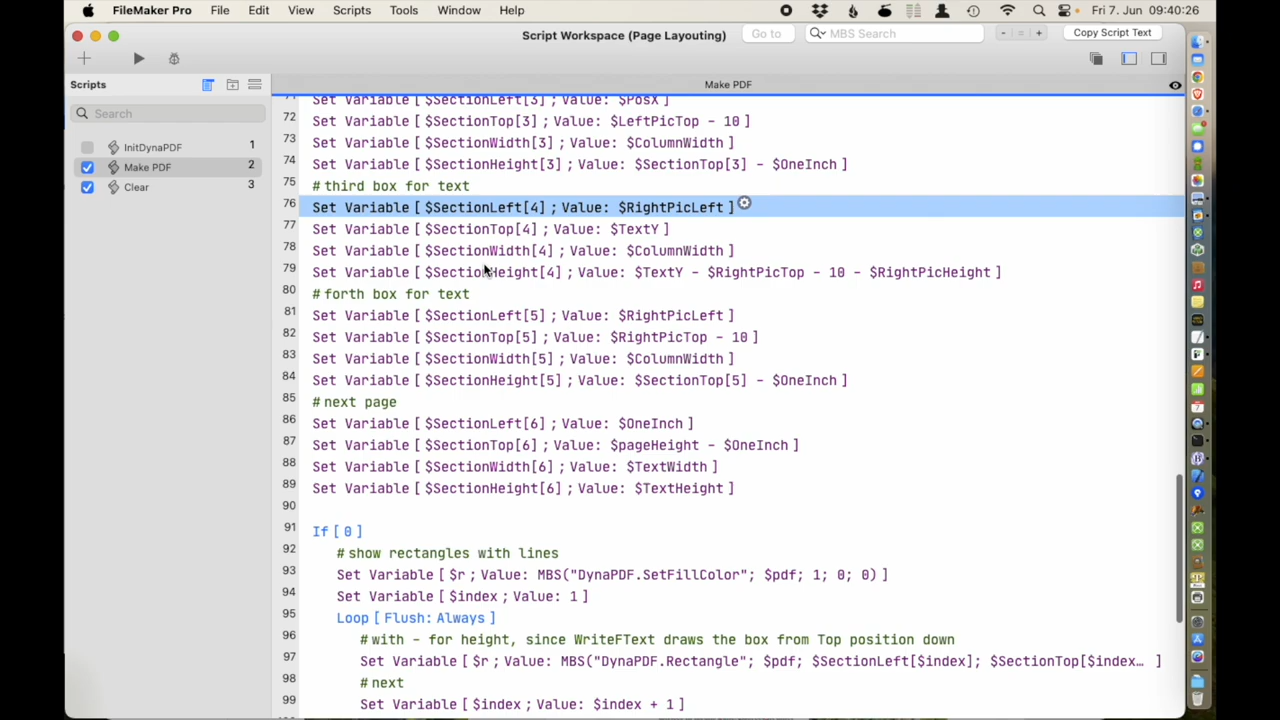 FileMaker Pro File Edit View Scripts Tools Window Help Fri 7. Jun 09:40:26
Script Workspace (Page Layouting) Go to MBS Search - = + Copy Script Text
Scripts
Make PDF
Search
InitDynaPDF 1
Make PDF 2
Clear 3
71 Set Variable [ $SectionLeft[3] ; Value: $PosX ]
72 Set Variable [ $SectionTop[3] ; Value: $LeftPicTop - 10 ]
73 Set Variable [ $SectionWidth[3] ; Value: $ColumnWidth ]
74 Set Variable [ $SectionHeight[3] ; Value: $SectionTop[3] - $OneInch ]
75 # third box for text
76 Set Variable [ $SectionLeft[4] ; Value: $RightPicLeft ]
77 Set Variable [ $SectionTop[4] ; Value: $TextY ]
78 Set Variable [ $SectionWidth[4] ; Value: $ColumnWidth ]
79 Set Variable [ $SectionHeight[4] ; Value: $TextY - $RightPicTop - 10 - $RightPicHeight ]
80 # forth box for text
81 Set Variable [ $SectionLeft[5] ; Value: $RightPicLeft ]
82 Set Variable [ $SectionTop[5] ; Value: $RightPicTop - 10 ]
83 Set Variable [ $SectionWidth[5] ; Value: $ColumnWidth ]
84 Set Variable [ $SectionHeight[5] ; Value: $SectionTop[5] - $OneInch ]
85 # next page
86 Set Variable [ $SectionLeft[6] ; Value: $OneInch ]
87 Set Variable [ $SectionTop[6] ; Value: $pageHeight - $OneInch ]
88 Set Variable [ $SectionWidth[6] ; Value: $TextWidth ]
89 Set Variable [ $SectionHeight[6] ; Value: $TextHeight ]
90
91 If [ 0 ]
92 # show rectangles with lines
93 Set Variable [ $r ; Value: MBS("DynaPDF.SetFillColor"; $pdf; 1; 0; 0) ]
94 Set Variable [ $index ; Value: 1 ]
95 Loop [ Flush: Always ]
96 # with - for height, since WriteFText draws the box from Top position down
97 Set Variable [ $r ; Value: MBS("DynaPDF.Rectangle"; $pdf; $SectionLeft[$index]; $SectionTop[$index… ]
98 # next
99 Set Variable [ $index ; Value: $index + 1 ]